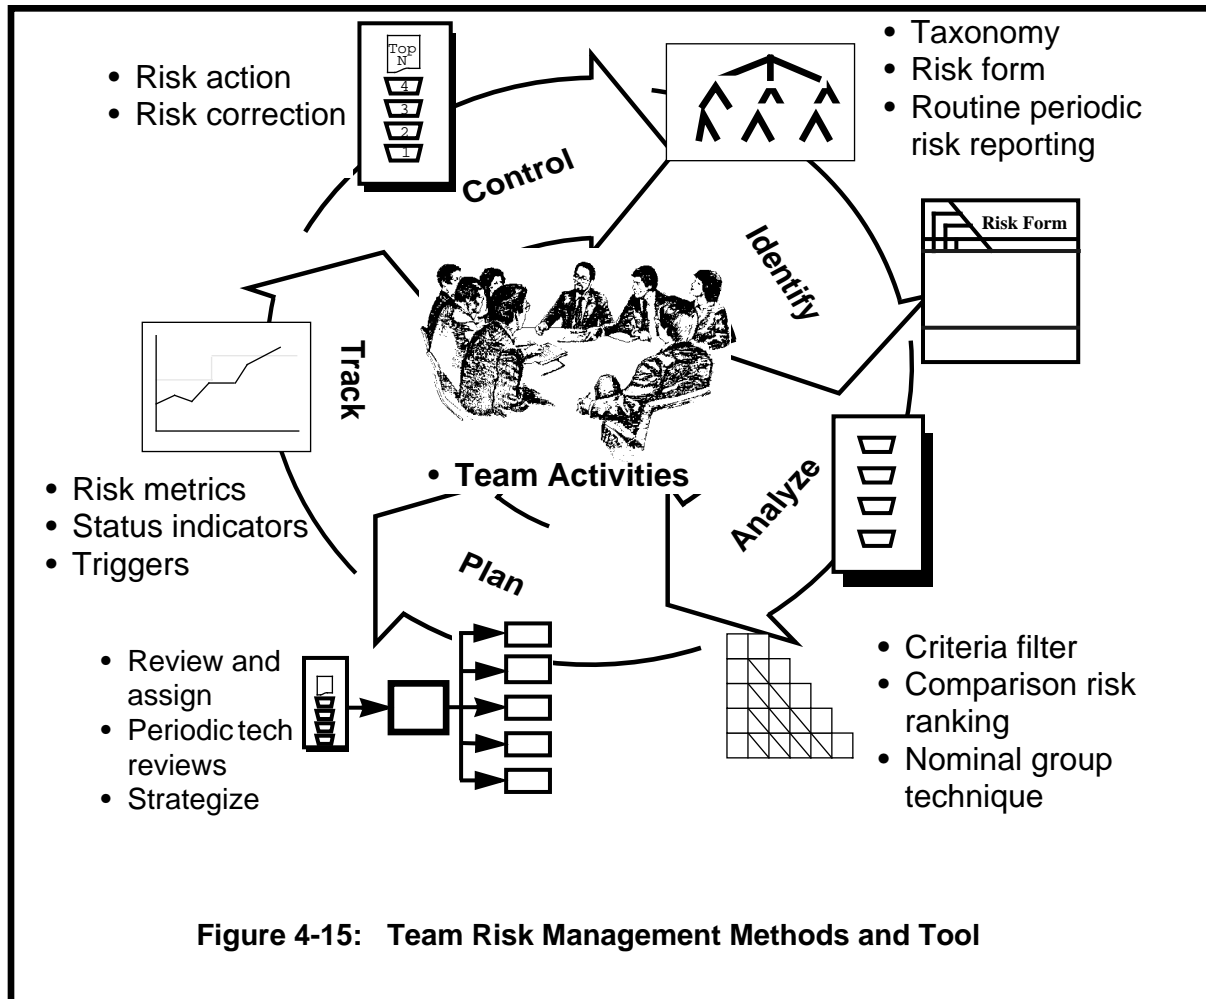 • Risk action
• Risk correction
Top
N
4
3
2
1
• Taxonomy
• Risk form
• Routine periodic
risk reporting
Control
Identify
Risk Form
Track
• Team Activities
Analyze
• Risk metrics
• Status indicators
• Triggers
Plan
• Review and
assign
• Periodic tech
reviews
• Strategize
• Criteria filter
• Comparison risk
ranking
• Nominal group
technique
Figure 4-15: Team Risk Management Methods and Tool